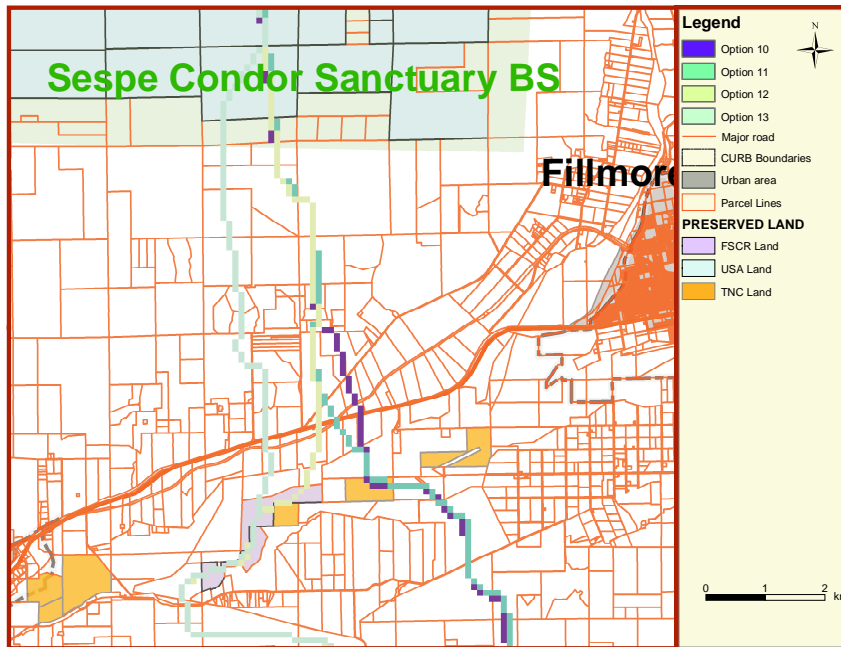 Sespe Condor Sanctuary BS
Fillmore
Legend
N
Option 10
Option 11
Option 12
Option 13
Major road
CURB Boundaries
Urban area
Parcel Lines
PRESERVED LAND
FSCR Land
USA Land
TNC Land
0 1 2
km